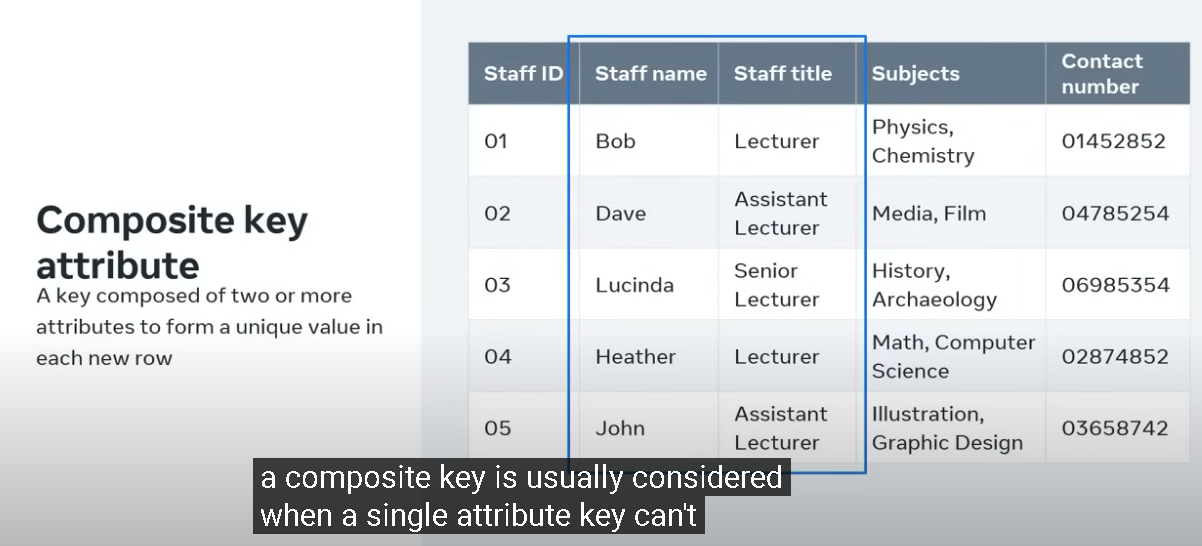 Composite key
attribute
A key composed of two or more
attributes to form a unique value in
each new row
Staff ID Staff name Staff title Subjects Contact number
01 Bob Lecturer Physics, Chemistry 01452852
02 Dave Assistant Lecturer Media, Film 04785254
03 Lucinda Senior Lecturer History, Archaeology 06985354
04 Heather Lecturer Math, Computer Science 02874852
05 John Assistant Lecturer Illustration, Graphic Design 03658742
a composite key is usually considered
when a single attribute key can't